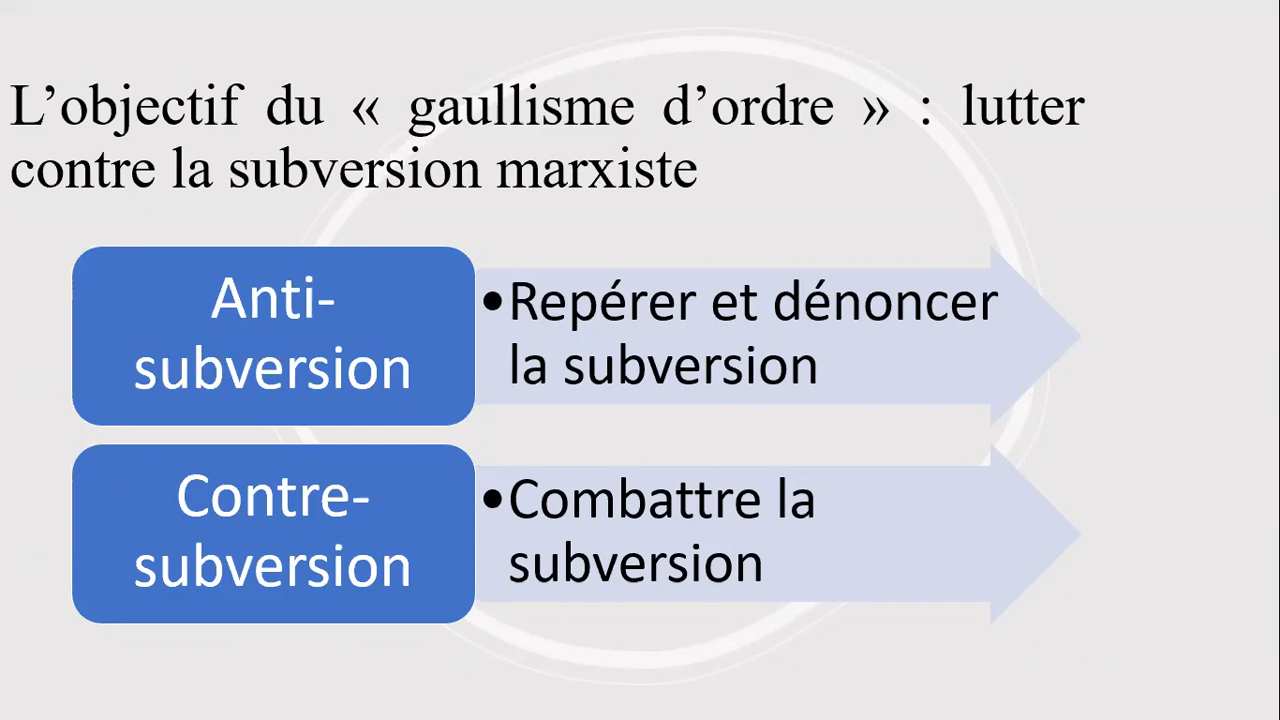 L’objectif du « gaullisme d’ordre » : lutter
contre la subversion marxiste
Anti-
subversion
•Repérer et dénoncer
la subversion
Contre-
subversion
•Combattre la
subversion